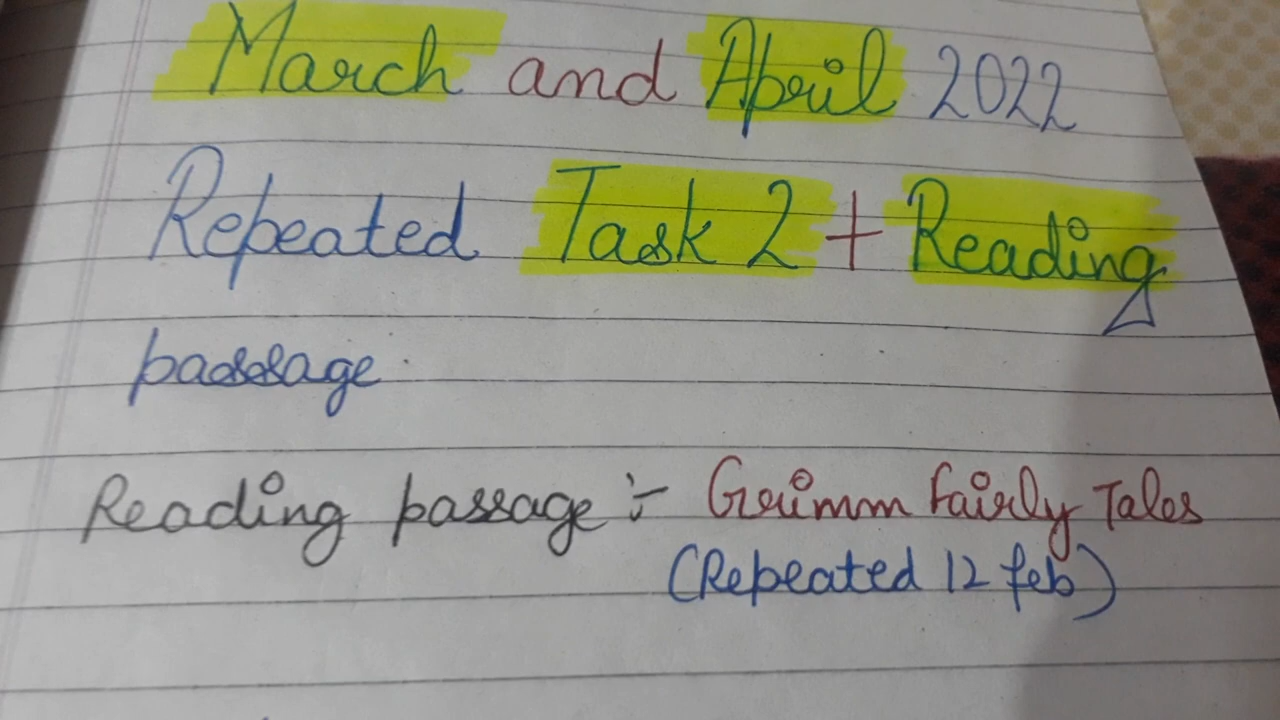 March and April 2022
Repeated Task 2 + Reading
passage.
Reading passage :- Grimm Fairly Tales
(Repeated 12 feb)